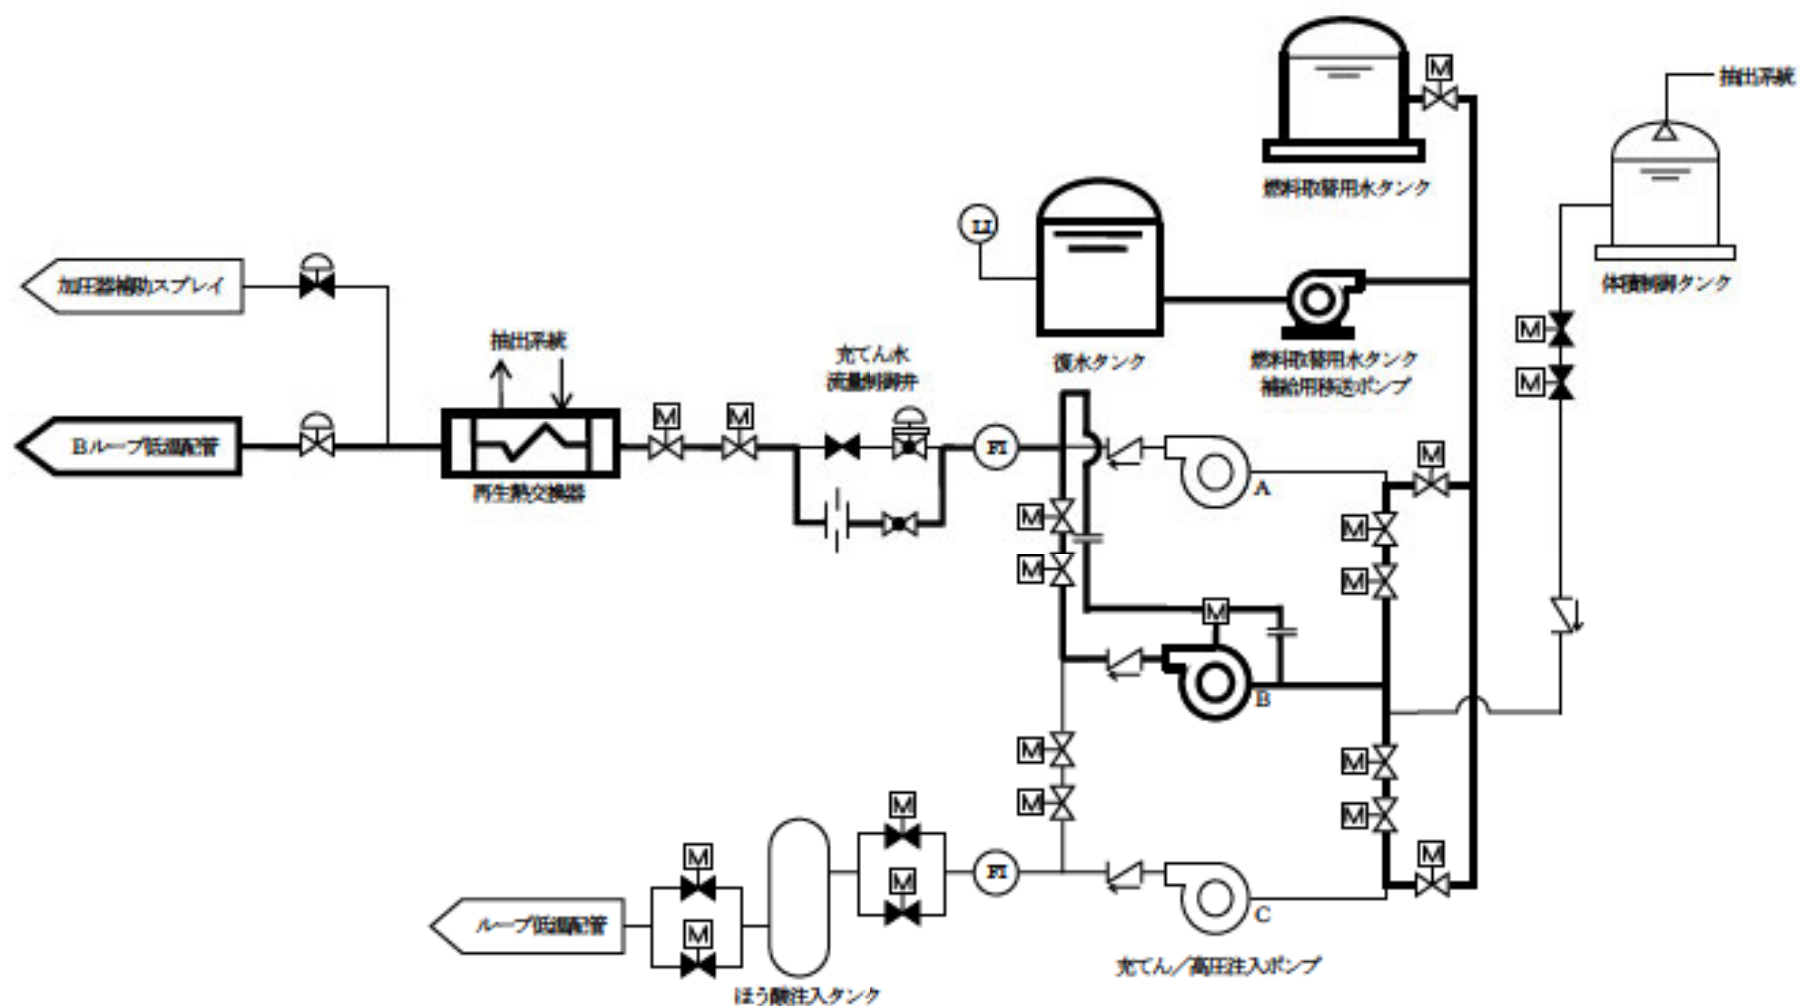 抽出系統
燃料取替用水タンク
体積制御タンク
LI
復水タンク
燃料取替用水タンク
補給用移送ポンプ
加圧器補助スプレイ
抽出系統
充てん水
流量制御弁
Bループ低温配管
再生熱交換器
M
M
M
M
M
FI
A
M
M
M
M
M
M
M
B
M
M
M
M
M
M
M
M
M
FI
C
ループ低温配管
M
ほう酸注入タンク
充てん/高圧注入ポンプ